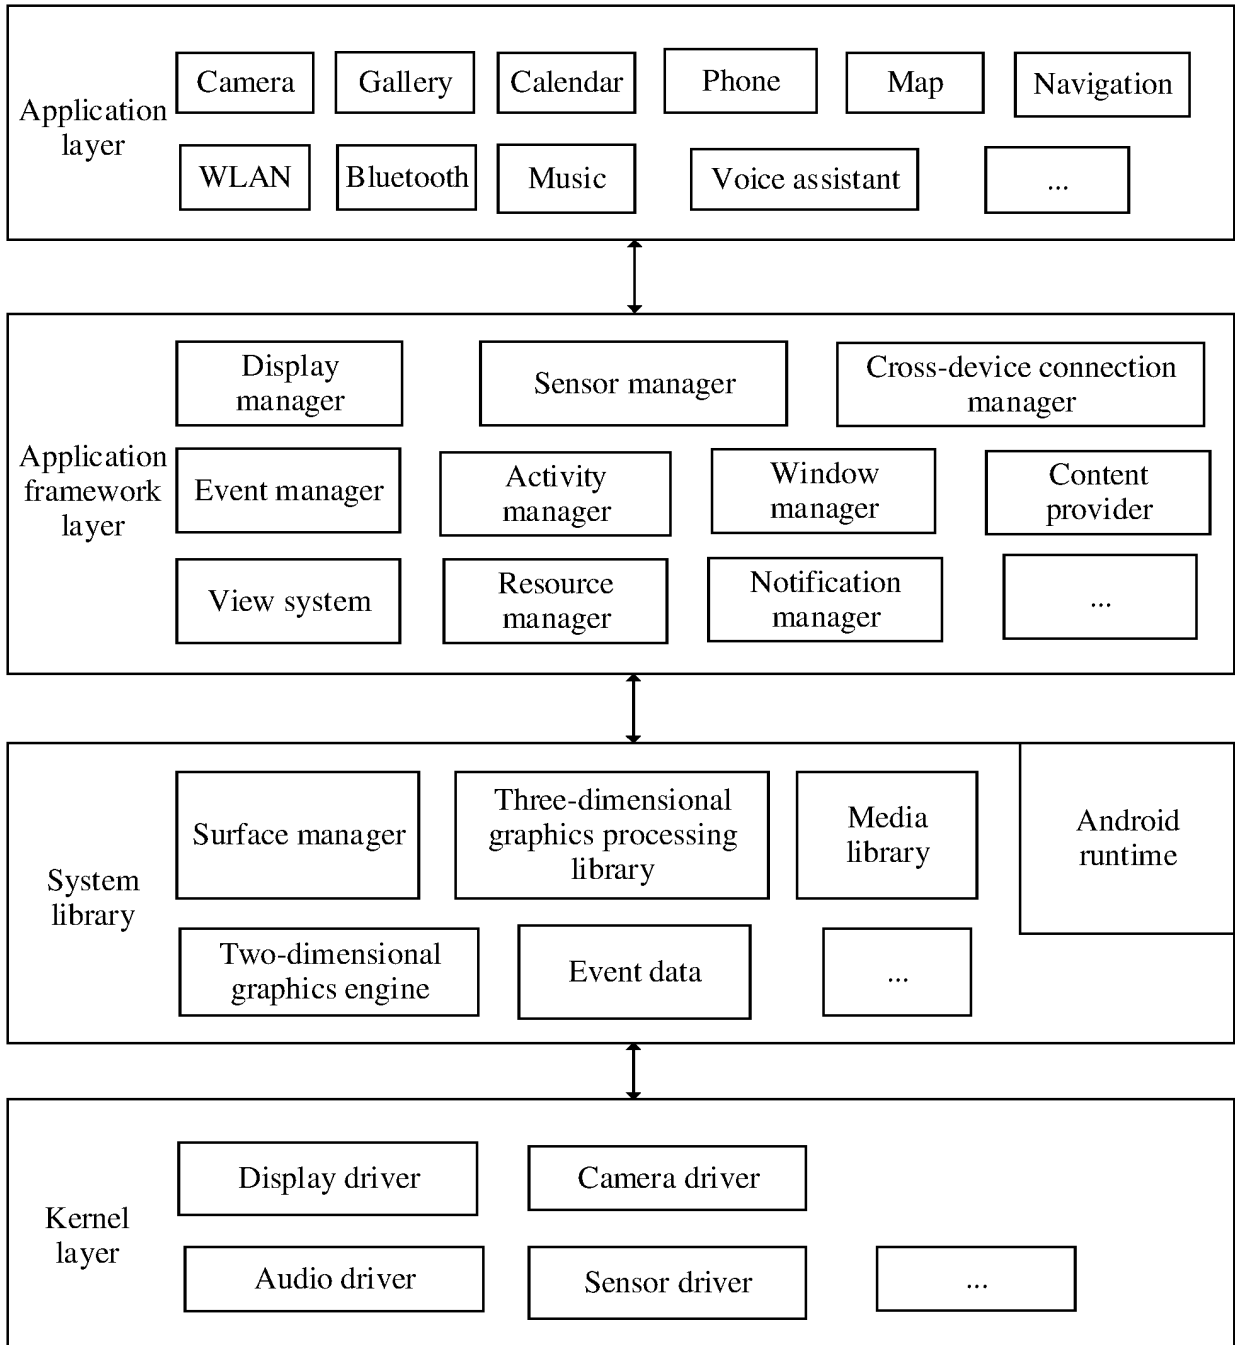 Application
layer
Camera
Gallery
Calendar
Phone
Map
Navigation
WLAN
Bluetooth
Music
Voice assistant
...
Application
framework
layer
Display
manager
Sensor manager
Cross-device connection
manager
Event manager
Activity
manager
Window
manager
Content
provider
View system
Resource
manager
Notification
manager
...
System
library
Surface manager
Three-dimensional
graphics processing
library
Media
library
Android
runtime
Two-dimensional
graphics engine
Event data
...
Kernel
layer
Display driver
Camera driver
Audio driver
Sensor driver
...